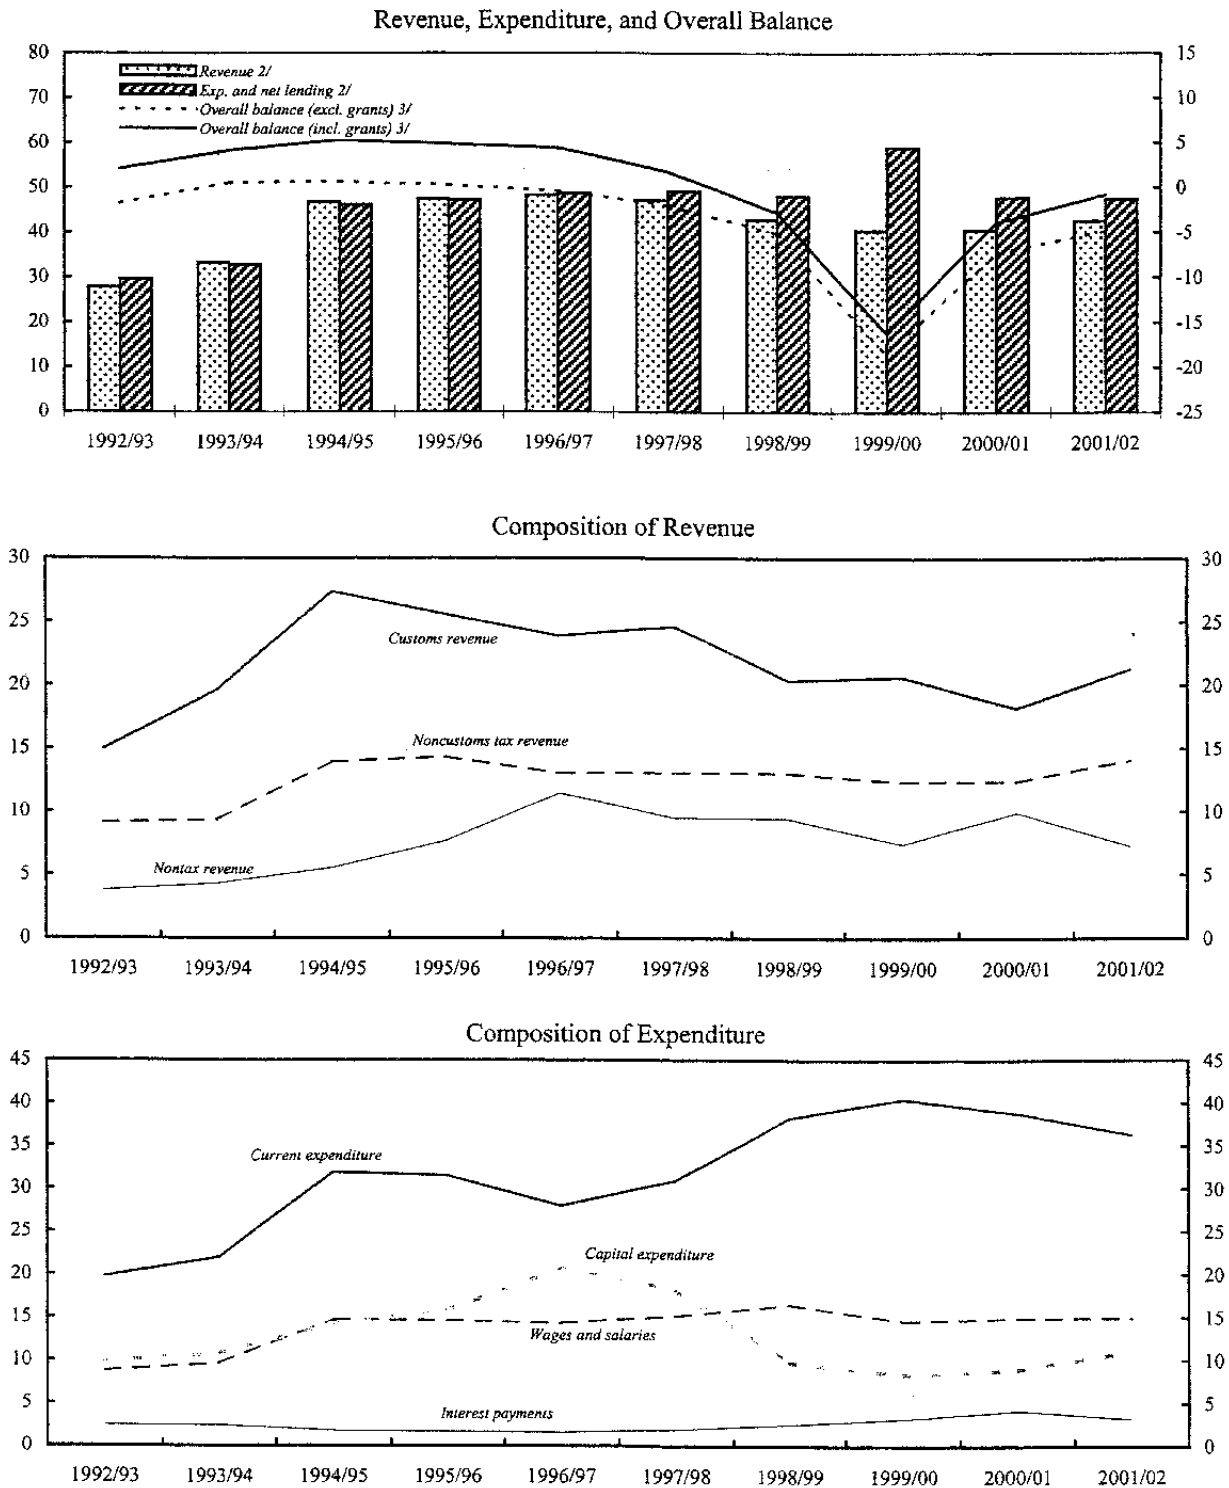 Revenue, Expenditure, and Overall Balance
80 15
Revenue 2/
70 Exp. and net lending 2/ 10
Overall balance (excl. grants) 3/
60 Overall balance (incl. grants) 3/ 5
50 0
40 -5
30 -10
20 -15
10 -20
0 -25
1992/93 1993/94 1994/95 1995/96 1996/97 1997/98 1998/99 1999/00 2000/01 2001/02
Composition of Revenue
30 30
25 25
Customs revenue
20 20
15 15
Noncustoms tax revenue
10 10
Nontax revenue
5 5
0 0
1992/93 1993/94 1994/95 1995/96 1996/97 1997/98 1998/99 1999/00 2000/01 2001/02
Composition of Expenditure
45 45
40 40
35 35
Current expenditure
30 30
25 25
Capital expenditure
20 20
15 15
Wages and salaries
10 10
5 5
Interest payments
0 0
1992/93 1993/94 1994/95 1995/96 1996/97 1997/98 1998/99 1999/00 2000/01 2001/02